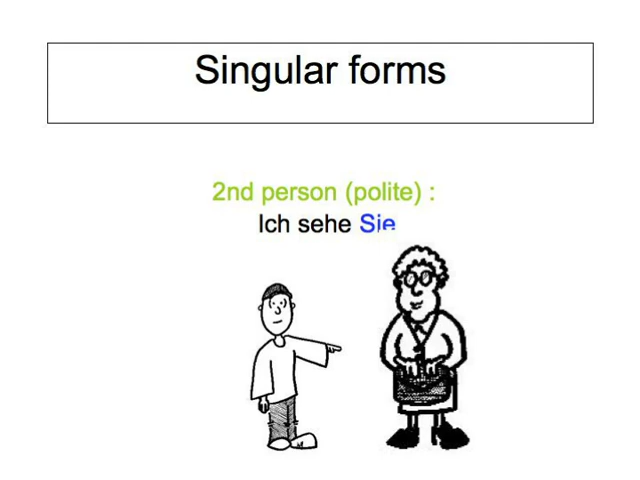 Singular forms
2nd person (polite) :
Ich sehe Sie